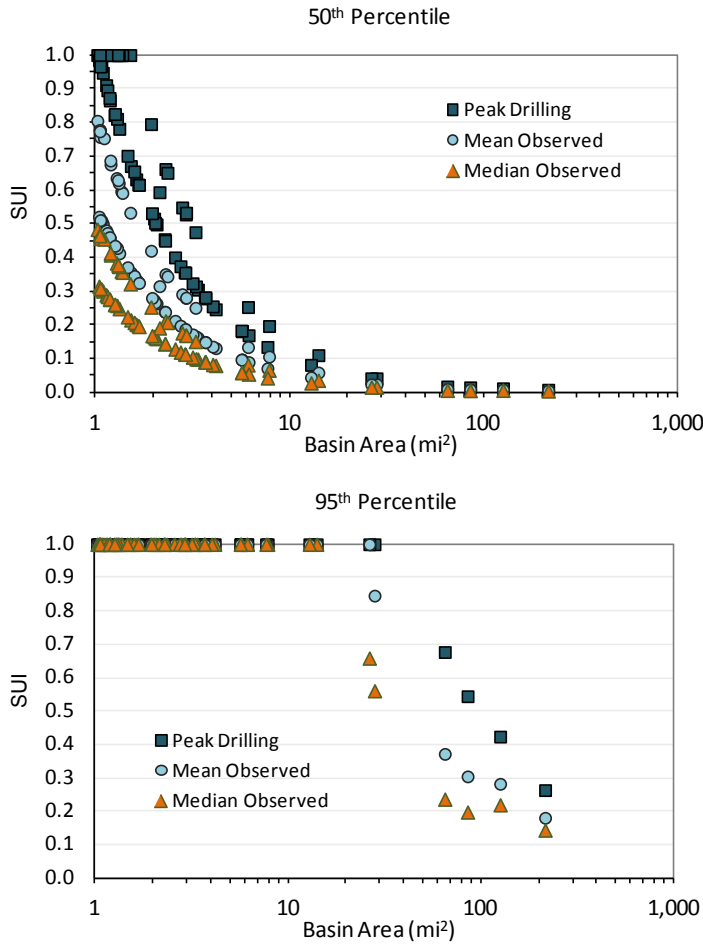 50th Percentile
1.0
0.9
0.8
0.7
0.6
0.5
0.4
0.3
0.2
0.1
0.0
SUI
Peak Drilling
Mean Observed
Median Observed
1 10 100 1,000
Basin Area (mi²)
95th Percentile
1.0
0.9
0.8
0.7
0.6
0.5
0.4
0.3
0.2
0.1
0.0
SUI
Peak Drilling
Mean Observed
Median Observed
1 10 100 1,000
Basin Area (mi²)